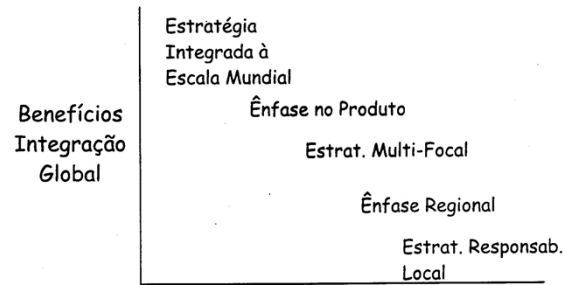 Estratégia
Integrada à
Escala Mundial
Ênfase no Produto
Benefícios
Integração
Global
Estrat. Multi-Focal
Ênfase Regional
Estrat. Responsab.
Local